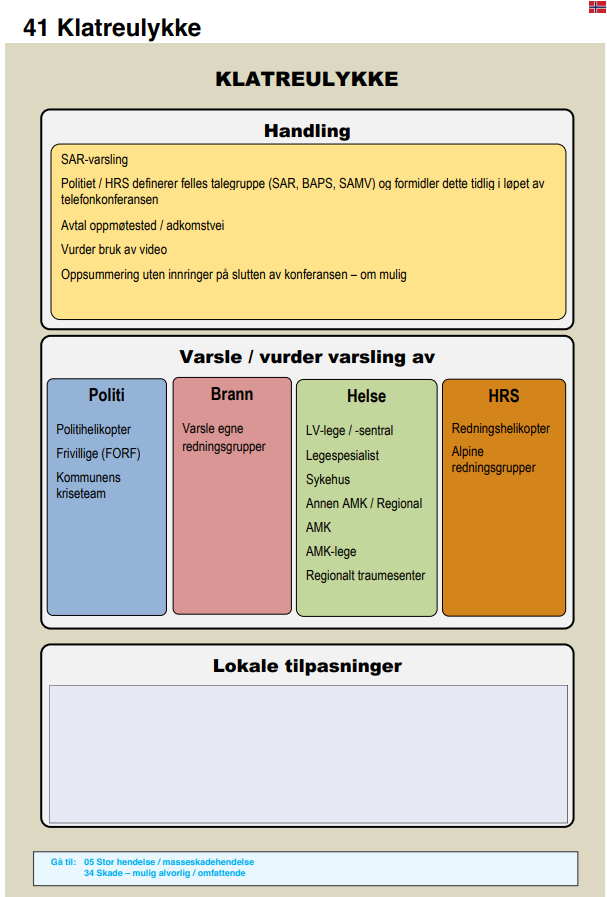 41 Klatreulykke
KLATREULYKKE
Handling
SAR-varsling
Politiet / HRS definerer felles talegruppe (SAR, BAPS, SAMV) og formidler dette tidlig i løpet av
telefonkonferansen
Avtal oppmøtested / adkomstvei
Vurder bruk av video
Oppsummering uten innringer på slutten av konferansen – om mulig
Varsle / vurder varsling av
Politi
Politihelikopter
Frivillige (FORF)
Kommunens
kriseteam
Brann
Varsle egne
redningsgrupper
Helse
LV-lege / -sentral
Legespesialist
Sykehus
Annen AMK / Regional
AMK
AMK-lege
Regionalt traumesenter
HRS
Redningshelikopter
Alpine
redningsgrupper
Lokale tilpasninger
Gå til: 05 Stor hendelse / masseskadehendelse
34 Skade – mulig alvorlig / omfattende